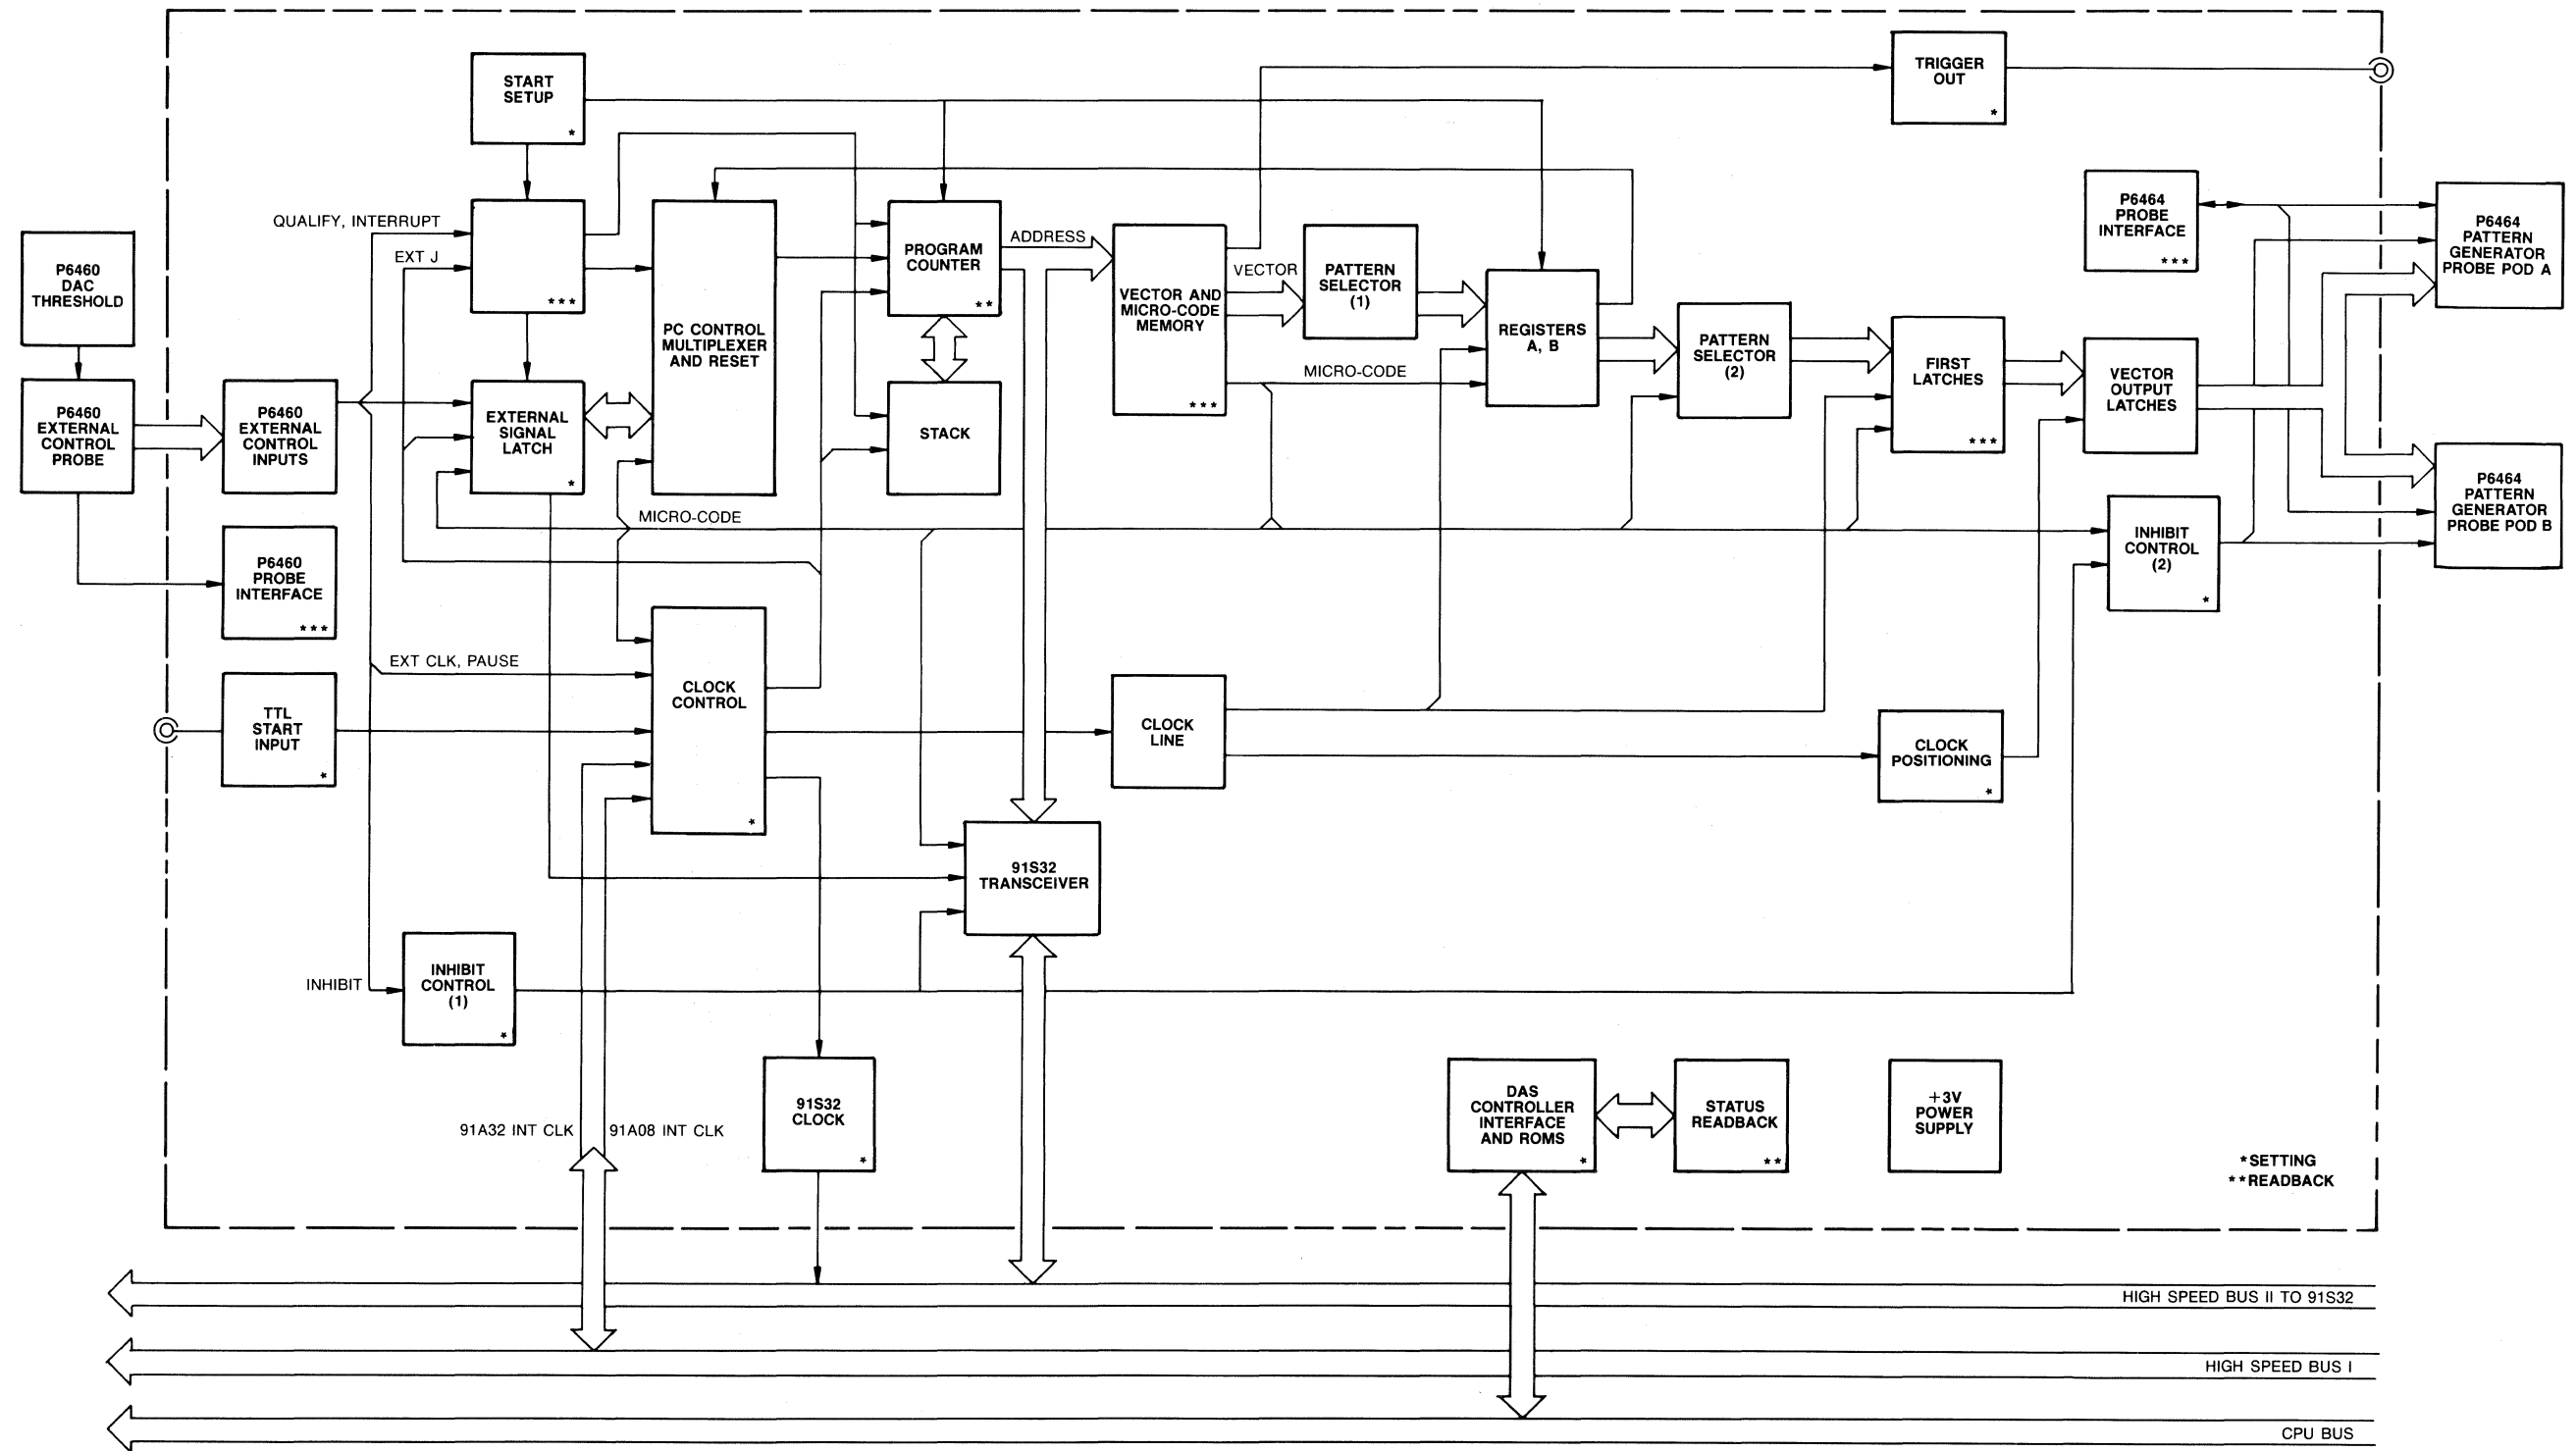 START
SETUP
*
TRIGGER
OUT
*
P6464
PROBE
INTERFACE
***
P6464
PATTERN
GENERATOR
PROBE POD A
QUALIFY, INTERRUPT
EXT J
***
P6460
DAC
THRESHOLD
PC CONTROL
MULTIPLEXER
AND RESET
PROGRAM
COUNTER
**
ADDRESS
VECTOR AND
MICRO-CODE
MEMORY
***
VECTOR
PATTERN
SELECTOR
(1)
MICRO-CODE
REGISTERS
A, B
PATTERN
SELECTOR
(2)
FIRST
LATCHES
***
VECTOR
OUTPUT
LATCHES
P6460
EXTERNAL
CONTROL
PROBE
P6460
EXTERNAL
CONTROL
INPUTS
EXTERNAL
SIGNAL
LATCH
*
STACK
P6464
PATTERN
GENERATOR
PROBE POD B
MICRO-CODE
INHIBIT
CONTROL
(2)
*
P6460
PROBE
INTERFACE
***
EXT CLK, PAUSE
TTL
START
INPUT
*
CLOCK
CONTROL
*
CLOCK
LINE
CLOCK
POSITIONING
*
91S32
TRANSCEIVER
INHIBIT
INHIBIT
CONTROL
(1)
*
91A32 INT CLK
91A08 INT CLK
91S32
CLOCK
*
DAS
CONTROLLER
INTERFACE
AND ROMS
*
STATUS
READBACK
**
+3V
POWER
SUPPLY
*SETTING
**READBACK
HIGH SPEED BUS II TO 91S32
HIGH SPEED BUS I
CPU BUS